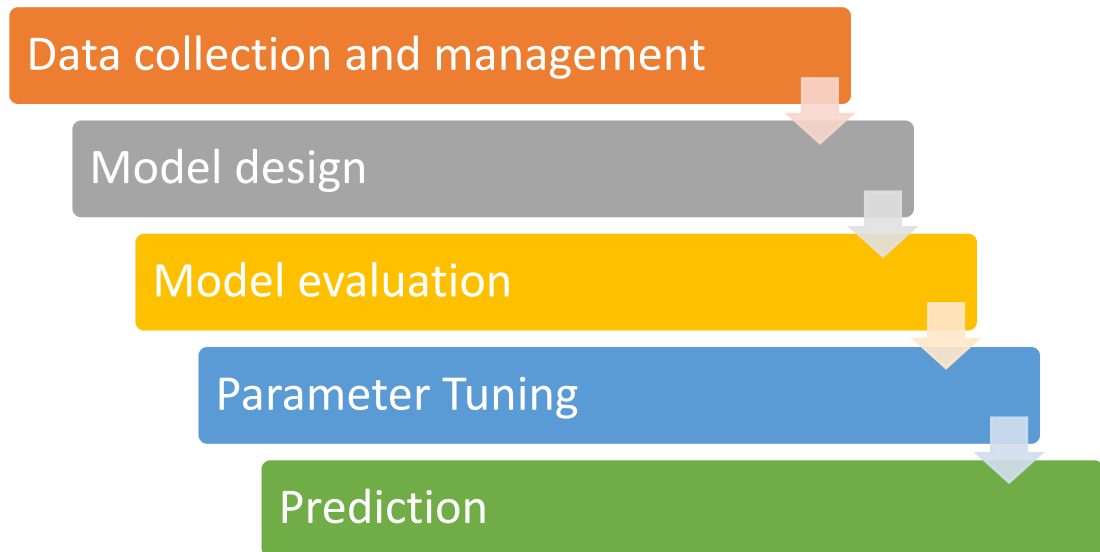 Data collection and management
Model design
Model evaluation
Parameter Tuning
Prediction